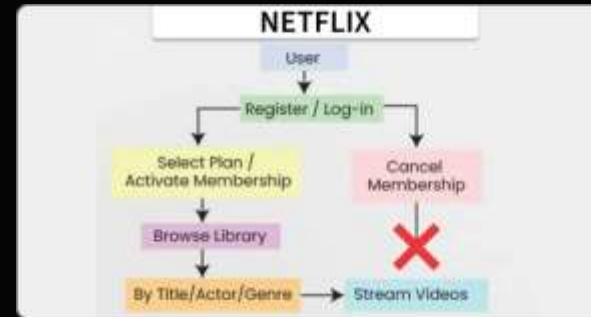 NETFLIX
User
Register / Log-in
Select Plan /
Activate Membership
Cancel
Membership
Browse Library
By Title/Actor/Genre
Stream Videos